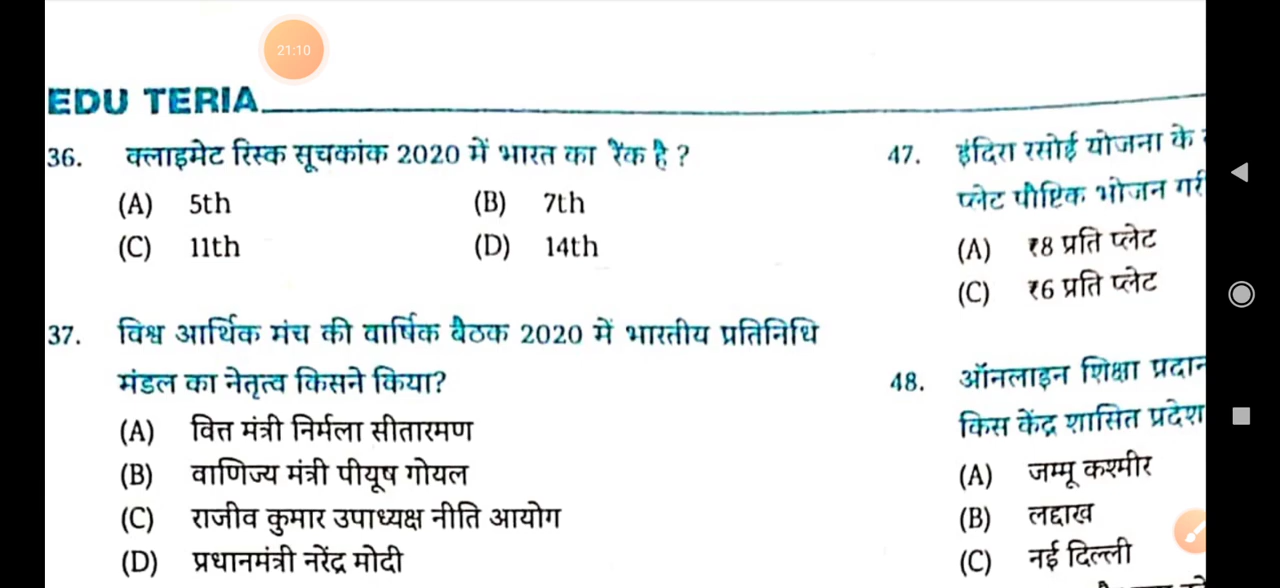 21:10
EDU TERIA
36. क्लाइमेट रिस्क सूचकांक 2020 में भारत का रैंक है ?
(A) 5th (B) 7th
(C) 11th (D) 14th
37. विश्व आर्थिक मंच की वार्षिक बैठक 2020 में भारतीय प्रतिनिधि
मंडल का नेतृत्व किसने किया?
(A) वित्त मंत्री निर्मला सीतारमण
(B) वाणिज्य मंत्री पीयूष गोयल
(C) राजीव कुमार उपाध्यक्ष नीति आयोग
(D) प्रधानमंत्री नरेंद्र मोदी
47. इंदिरा रसोई योजना के
प्लेट पौष्टिक भोजन
(A) ₹8 प्रति प्लेट
(C) ₹6 प्रति प्लेट
48. ऑनलाइन शिक्षा
किस केंद्र शासित प्रदेश
(A) जम्मू कश्मीर
(B) लद्दाख
(C) नई दिल्ली